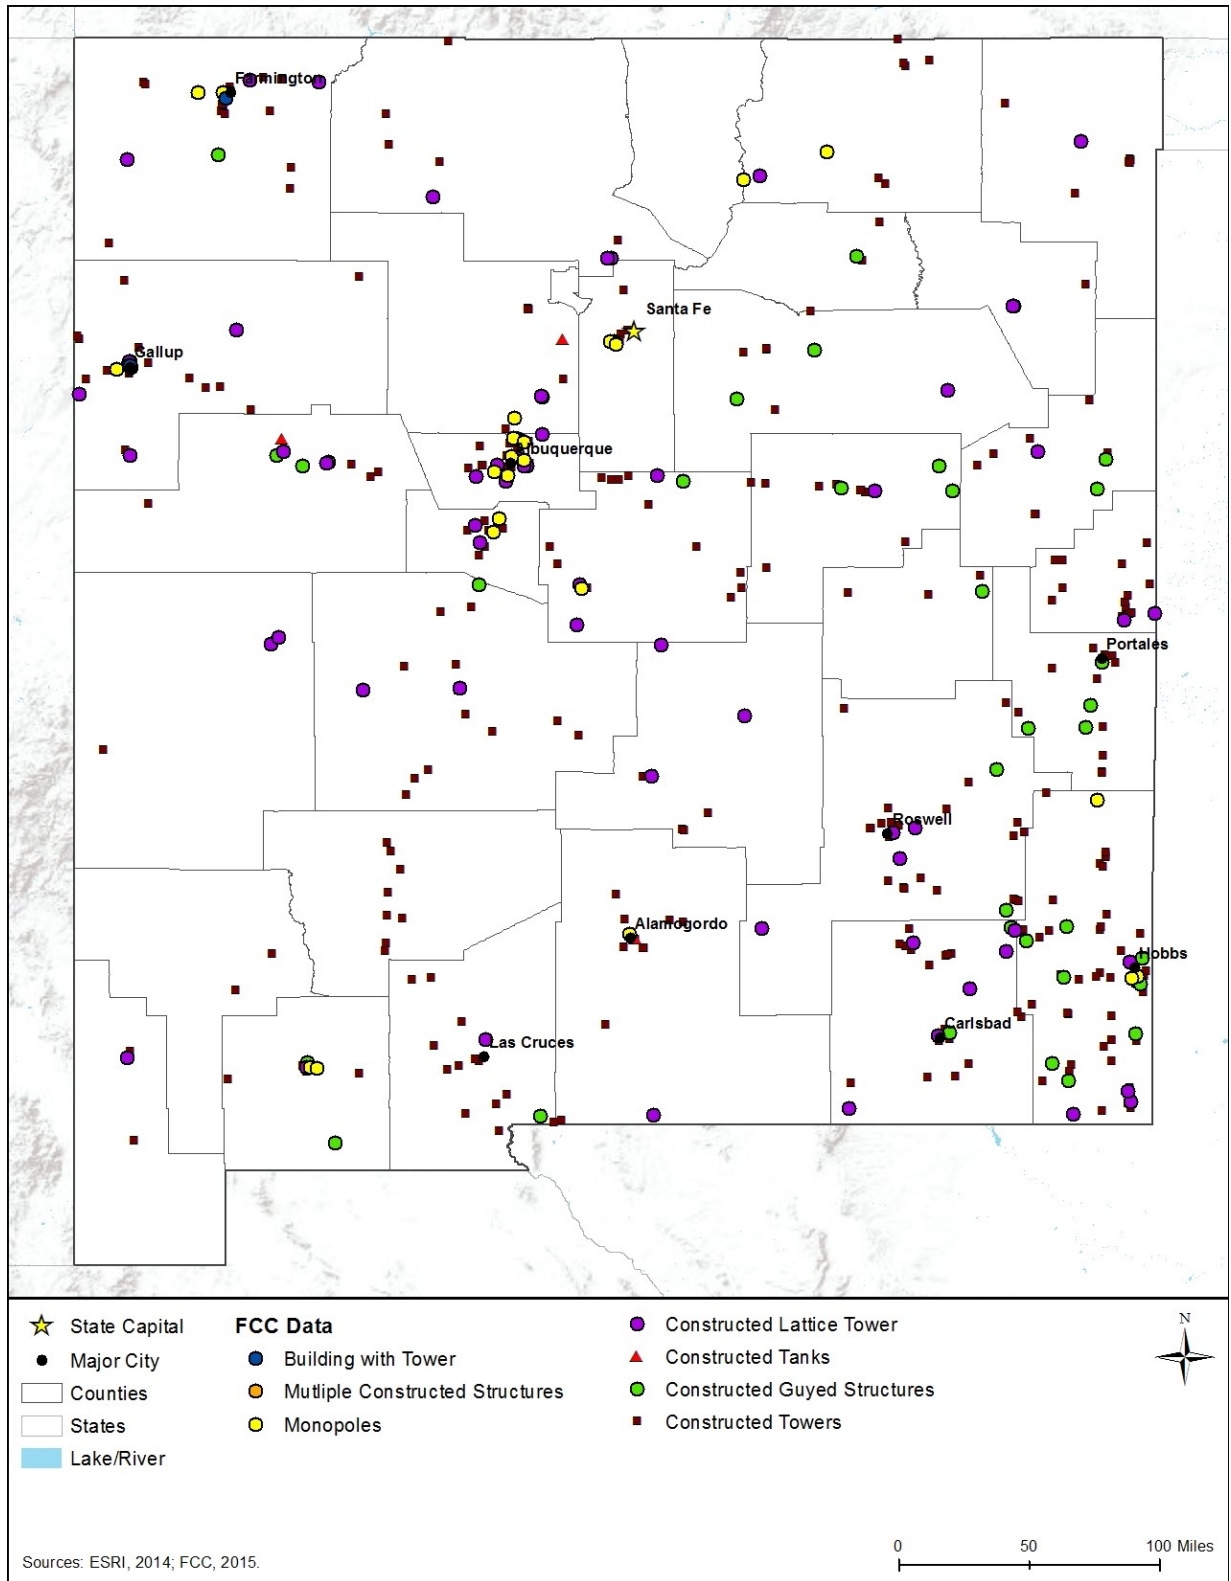 Farmington
Santa Fe
Gallup
Albuquerque
Portales
Roswell
Alamogordo
Hobbs
Carlsbad
Las Cruces
State Capital
Major City
Counties
States
Lake/River
FCC Data
Building with Tower
Mutliple Constructed Structures
Monopoles
Constructed Lattice Tower
Constructed Tanks
Constructed Guyed Structures
Constructed Towers
N
Sources: ESRI, 2014; FCC, 2015.
0 50 100 Miles